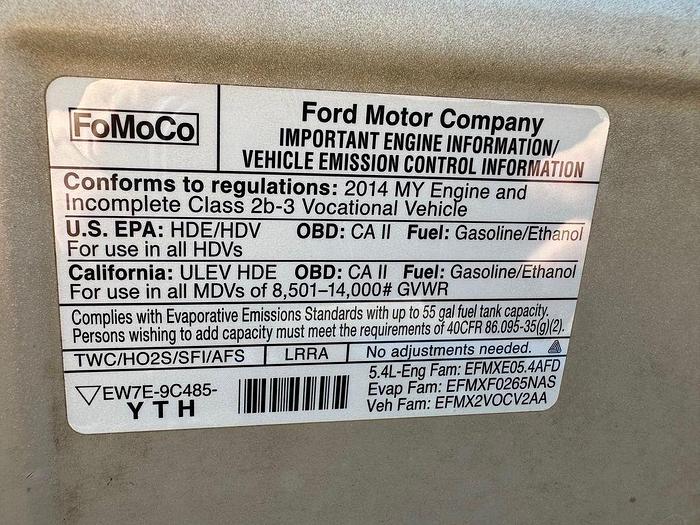 FoMoCo
Ford Motor Company
IMPORTANT ENGINE INFORMATION/
VEHICLE EMISSION CONTROL INFORMATION
Conforms to regulations: 2014 MY Engine and
Incomplete Class 2b-3 Vocational Vehicle
U.S. EPA: HDE/HDV OBD: CA II Fuel: Gasoline/Ethanol
For use in all HDVs
California: ULEV HDE OBD: CA II Fuel: Gasoline/Ethanol
For use in all MDVs of 8,501–14,000# GVWR
Complies with Evaporative Emissions Standards with up to 55 gal fuel tank capacity.
Persons wishing to add capacity must meet the requirements of 40CFR 86.095-35(g)(2).
TWC/HO2S/SFI/AFS LRRA No adjustments needed.
EW7E-9C485-
YTH
5.4L-Eng Fam: EFMXE05.4AFD
Evap Fam: EFMXF0265NAS
Veh Fam: EFMX2VOCV2AA